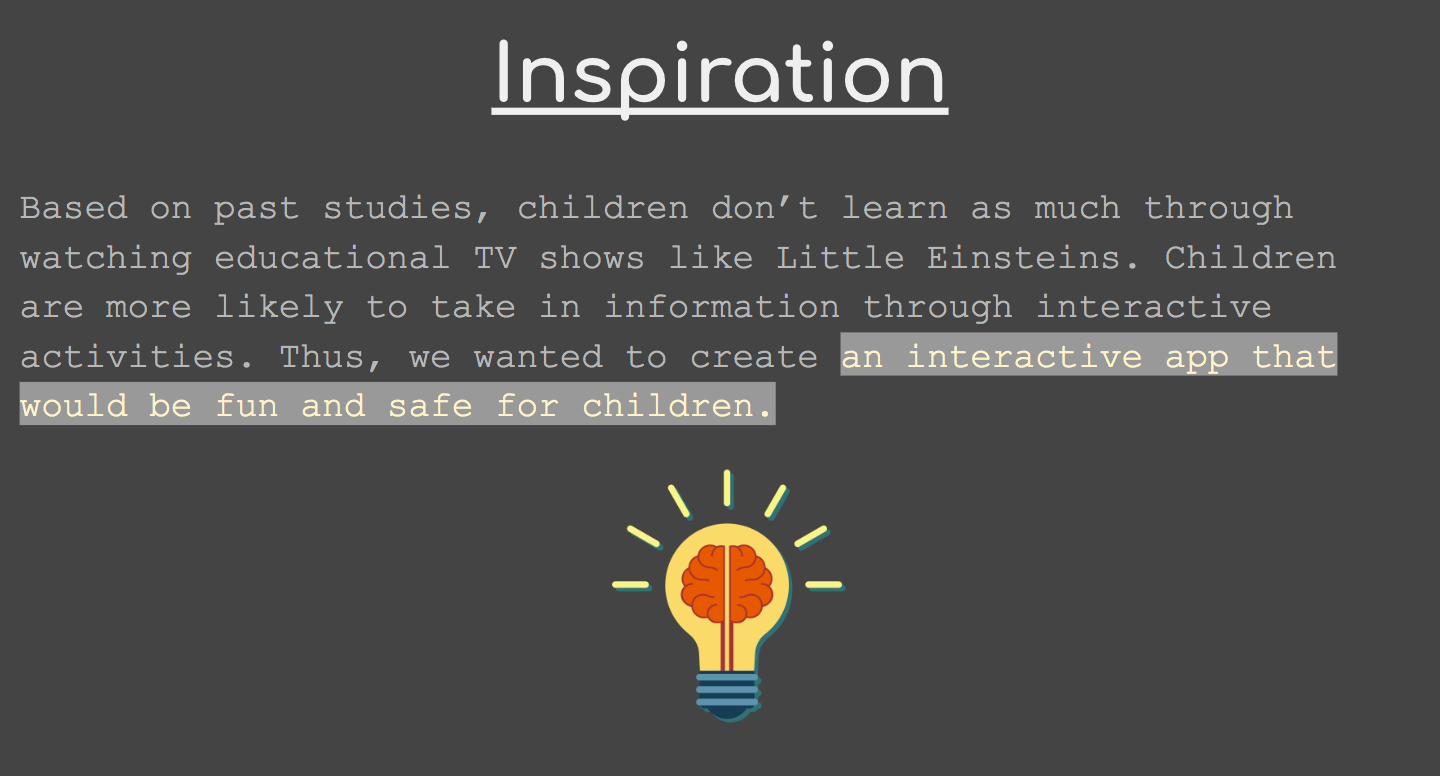 Inspiration
Based on past studies, children don’t learn as much through
watching educational TV shows like Little Einsteins. Children
are more likely to take in information through interactive
activities. Thus, we wanted to create an interactive app that
would be fun and safe for children.